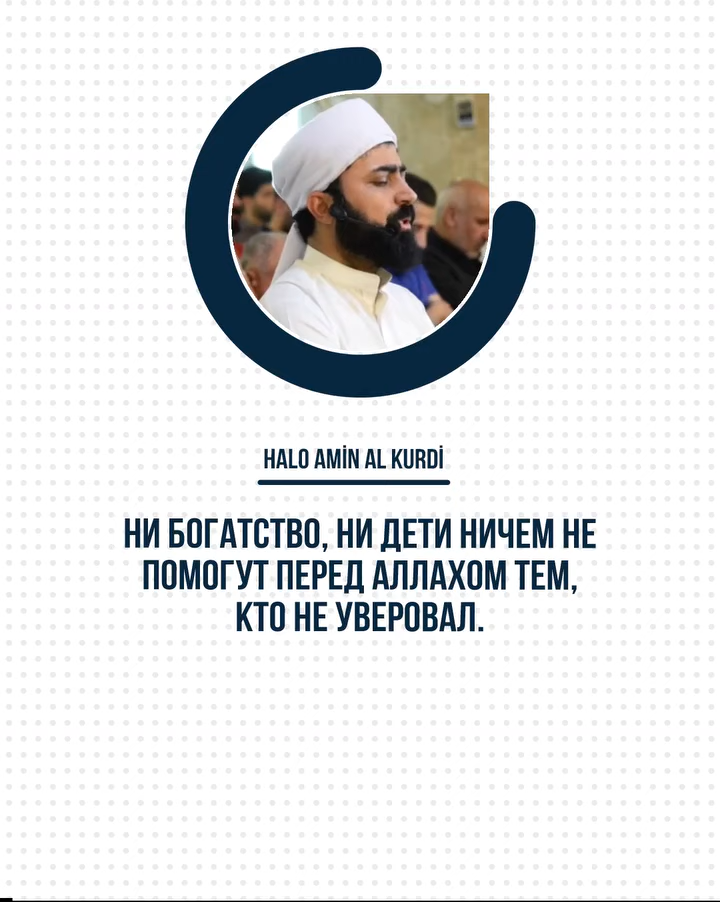 HALO AMİN AL KURDİ
НИ БОГАТСТВО, НИ ДЕТИ НИЧЕМ НЕ
ПОМОГУТ ПЕРЕД АЛЛАХОМ ТЕМ,
КТО НЕ УВЕРОВАЛ.